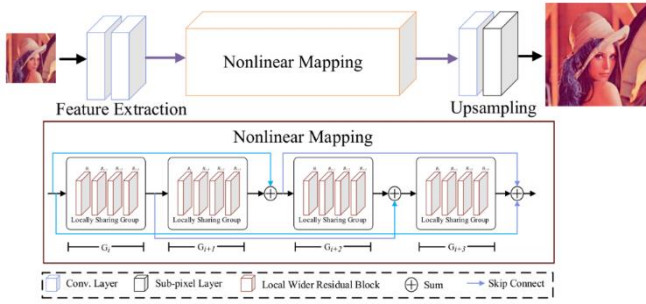 Nonlinear Mapping
Feature Extraction
Upsampling
Nonlinear Mapping
Locally Sharing Group
Locally Sharing Group
Locally Sharing Group
Locally Sharing Group
Gi
Gi+1
Gi+2
Gi+3
Conv. Layer
Sub-pixel Layer
Local Wider Residual Block
Sum
Skip Connect